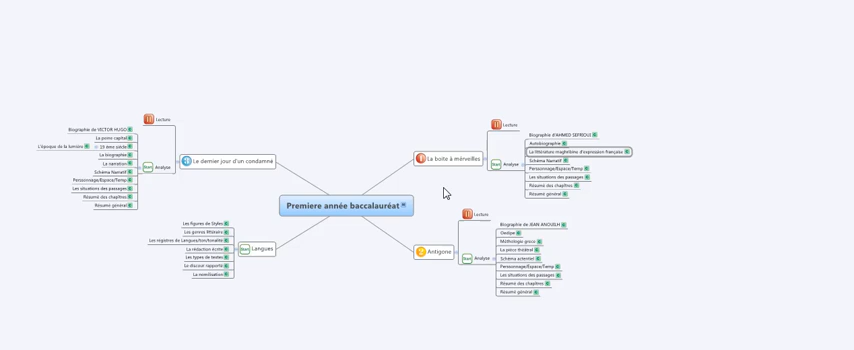 Lecture
Biographie de VICTOR HUGO
La peine capital
L'époque de la lumière
19 ème siècle
La biographie
La narration
Schéma Narratif
Personnage/Espace/Temp
Les situations des passages
Résumé des chapitres
Résumé général
Analyse
Le dernier jour d'un condamné
Lecture
La boite à merveilles
Analyse
Biographie d'AHMED SEFRIOUI
Autobiographie
La littérature maghrébine d'expression française
Schéma Narratif
Personnage/Espace/Temp
Les situations des passages
Résumé des chapitres
Résumé général
Premiere année baccalauréat
Les figures de Styles
Les genres littéraire
Les registres de Langues/ton/tonalité
La rédaction écrite
Les types de textes
Le discour rapporté
La nomilisation
Langues
Lecture
Antigone
Analyse
Biographie de JEAN ANOUILH
Oedipe
Méthologie grecq
La pièce théâtral
Schéma actentiel
Personnage/Espace/Temp
Les situations des passages
Résumé des chapitres
Résumé général